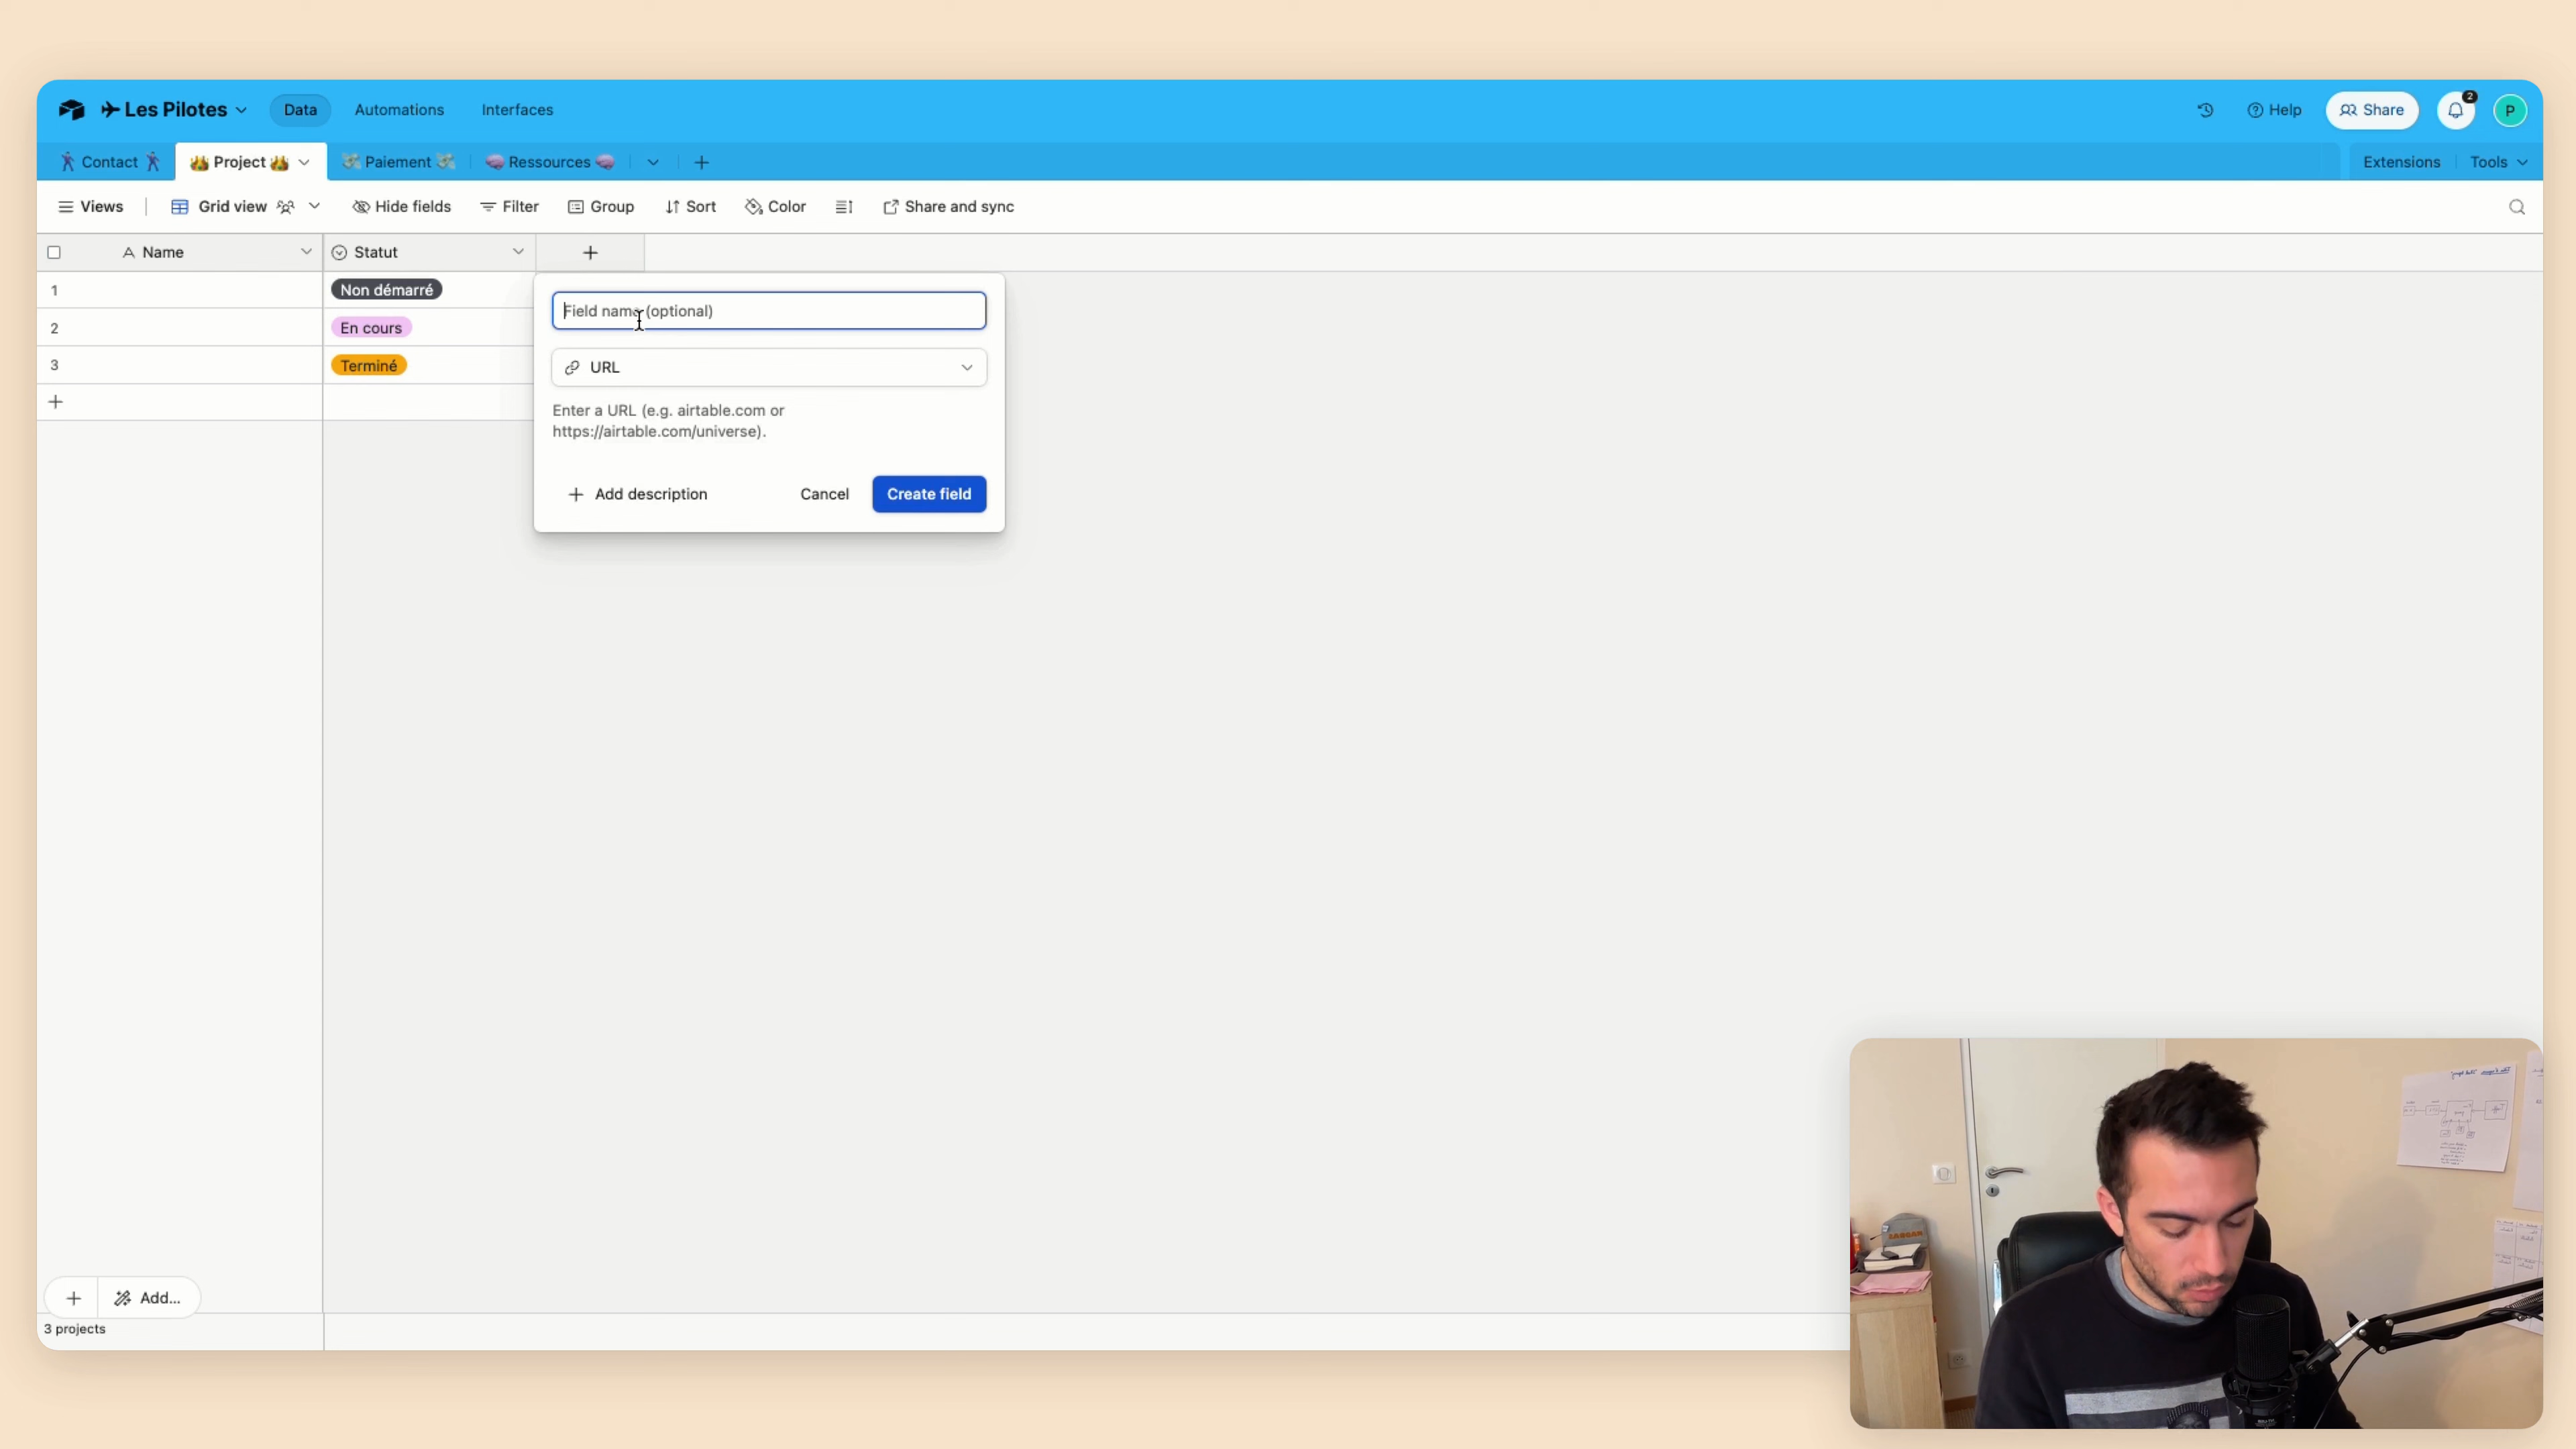 Les Pilotes
Data
Automations
Interfaces
Help
Share
2
P
Contact
Project
Paiement
Ressources
Extensions
Tools
Views
Grid view
Hide fields
Filter
Group
Sort
Color
Share and sync
Name
Statut
1
Non démarré
2
En cours
3
Terminé
Field name (optional)
URL
Enter a URL (e.g. airtable.com or
https://airtable.com/universe).
Add description
Cancel
Create field
Add...
3 projects